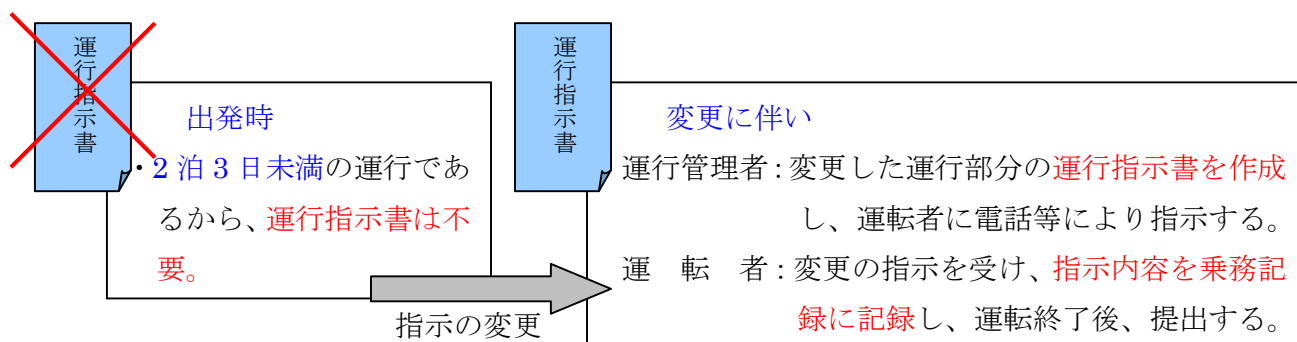 運行指示書
出発時
・2 泊 3 日未満の運行であ
るから、運行指示書は不
要。
指示の変更
運行指示書
変更に伴い
運行管理者：変更した運行部分の運行指示書を作成
し、運転者に電話等により指示する。
運　転　者：変更の指示を受け、指示内容を乗務記
録に記録し、運転終了後、提出する。